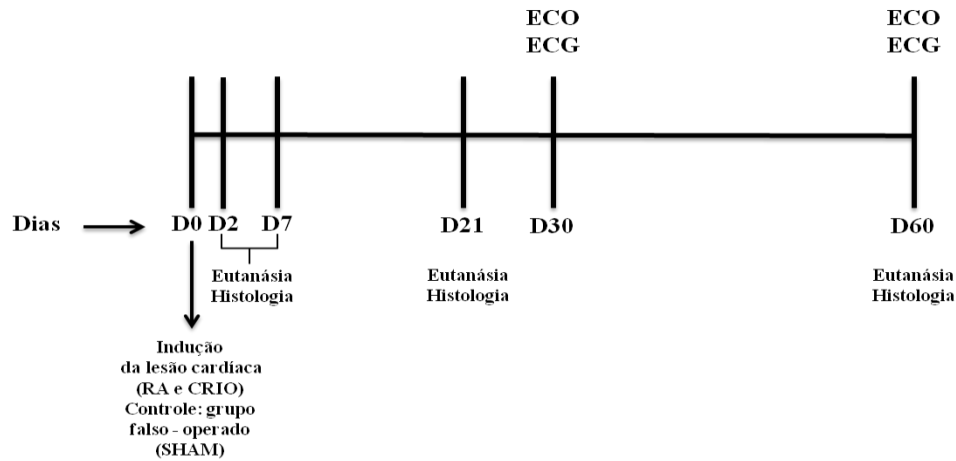 ECO
ECG
ECO
ECG
Dias
D0
D2
D7
D21
D30
D60
Eutanásia
Histologia
Eutanásia
Histologia
Eutanásia
Histologia
Indução
da lesão cardíaca
(RA e CRIO)
Controle: grupo
falso - operado
(SHAM)